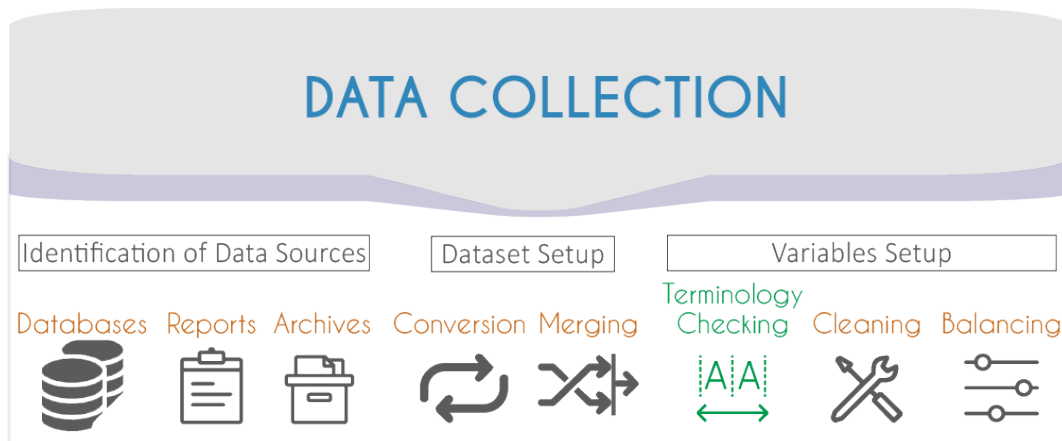 DATA COLLECTION
Identification of Data Sources
Dataset Setup
Variables Setup
Databases
Reports
Archives
Conversion
Merging
Terminology
Checking
Cleaning
Balancing
A A